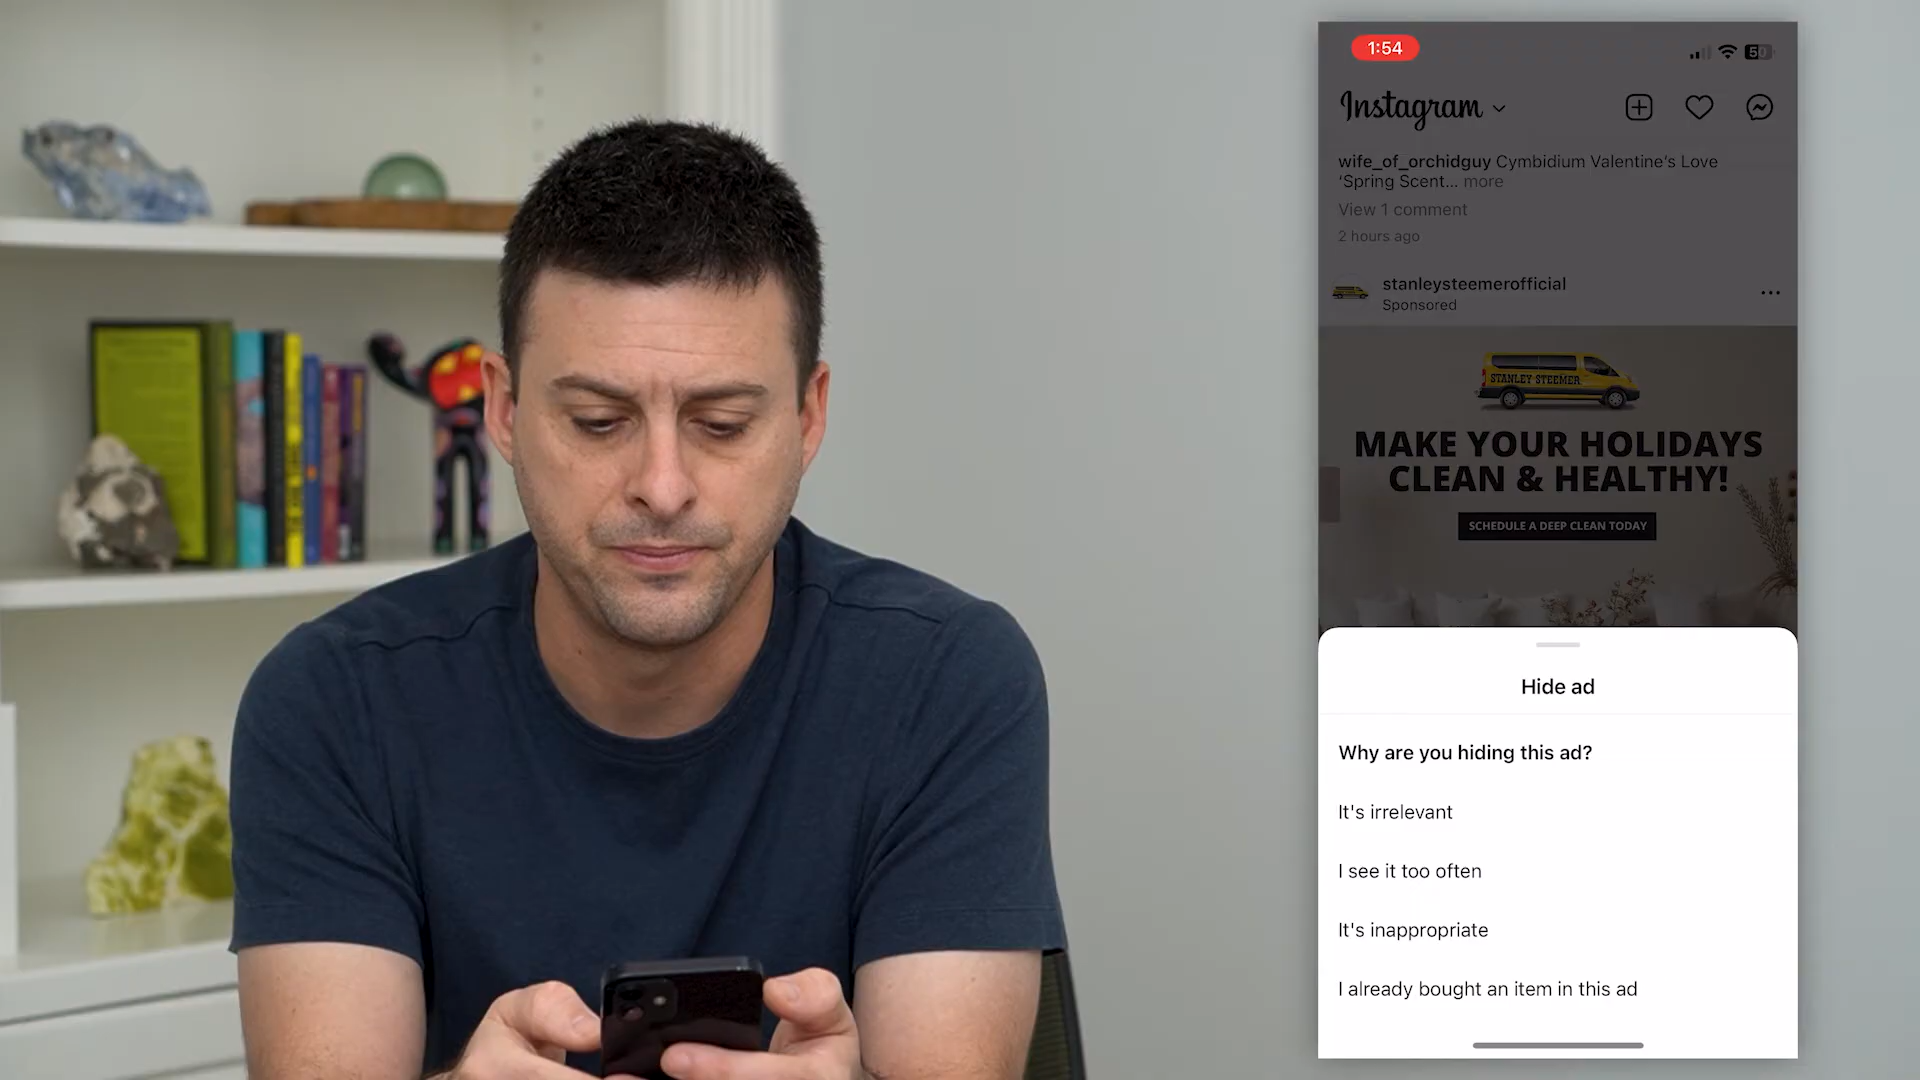 1:54
50
Instagram
wife_of_orchidguy Cymbidium Valentine's Love
‘Spring Scent... more
View 1 comment
2 hours ago
stanleysteemerofficial
Sponsored
STANLEY STEEMER
MAKE YOUR HOLIDAYS
CLEAN & HEALTHY!
SCHEDULE A DEEP CLEAN TODAY
Hide ad
Why are you hiding this ad?
It's irrelevant
I see it too often
It's inappropriate
I already bought an item in this ad